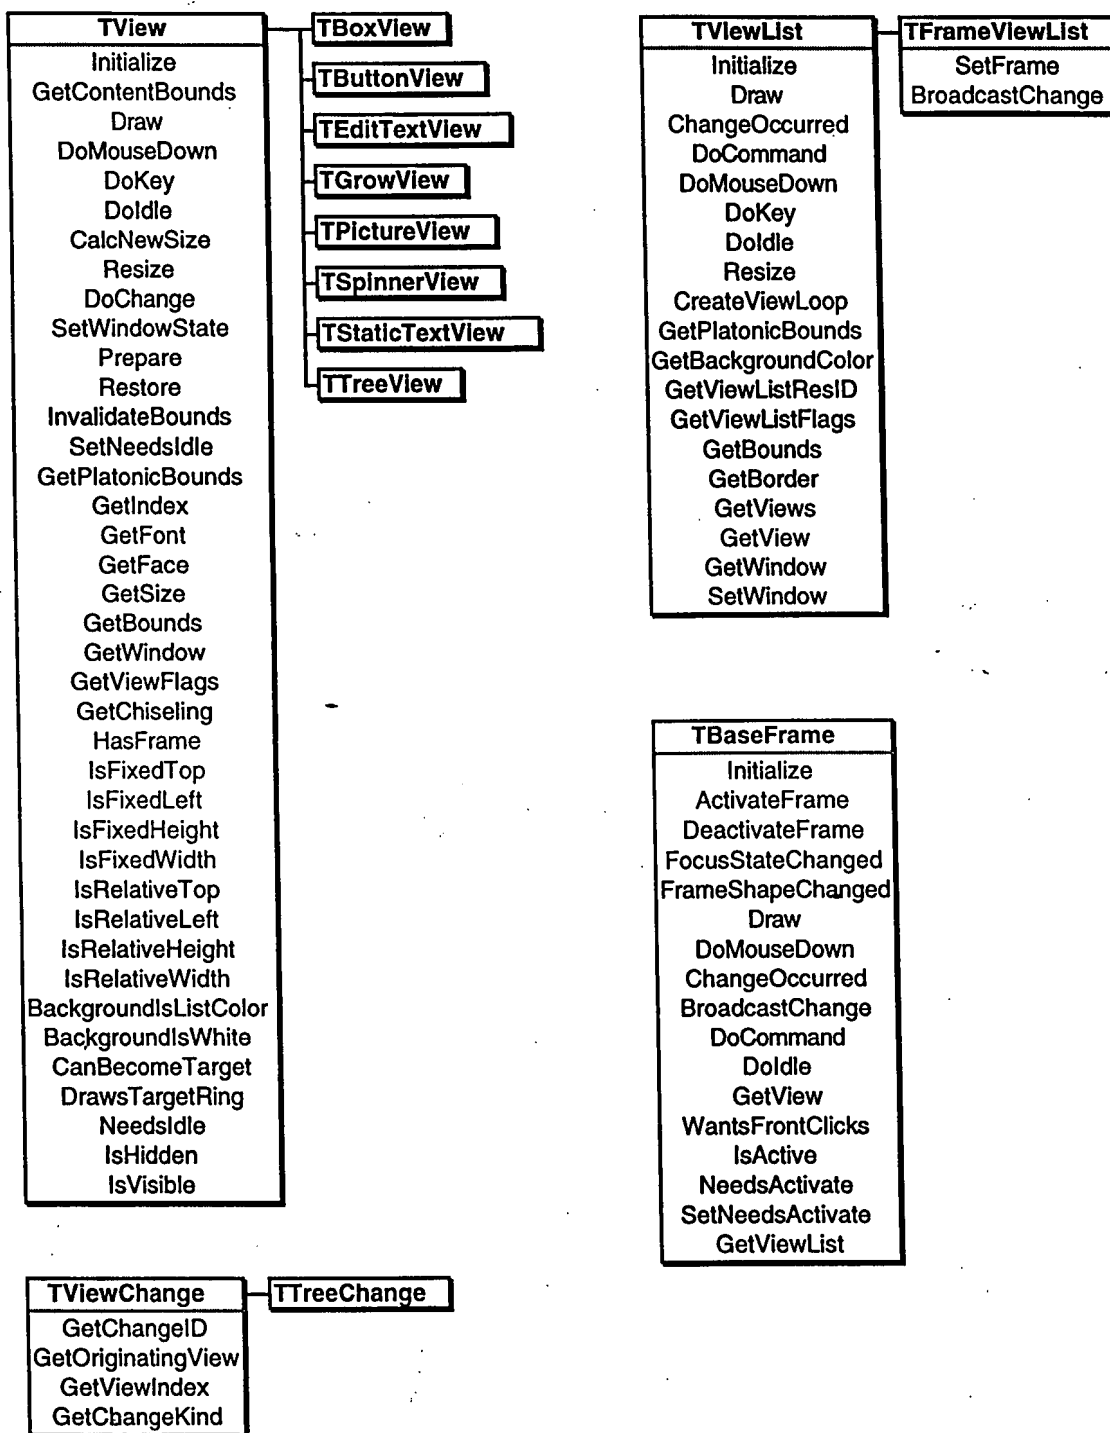 TView
Initialize
GetContentBounds
Draw
DoMouseDown
DoKey
DoIdle
CalcNewSize
Resize
DoChange
SetWindowState
Prepare
Restore
InvalidateBounds
SetNeedsIdle
GetPlatonicBounds
GetIndex
GetFont
GetFace
GetSize
GetBounds
GetWindow
GetViewFlags
GetChiseling
HasFrame
IsFixedTop
IsFixedLeft
IsFixedHeight
IsFixedWidth
IsRelativeTop
IsRelativeLeft
IsRelativeHeight
IsRelativeWidth
BackgroundIsListColor
BackgroundIsWhite
CanBecomeTarget
DrawsTargetRing
NeedsIdle
IsHidden
IsVisible
TBoxView
TButtonView
TEditTextView
TGrowView
TPictureView
TSpinnerView
TStaticTextView
TTreeView
TViewList
Initialize
Draw
ChangeOccurred
DoCommand
DoMouseDown
DoKey
DoIdle
Resize
CreateViewLoop
GetPlatonicBounds
GetBackgroundColor
GetViewListResID
GetViewListFlags
GetBounds
GetBorder
GetViews
GetView
GetWindow
SetWindow
TFrameViewList
SetFrame
BroadcastChange
TBaseFrame
Initialize
ActivateFrame
DeactivateFrame
FocusStateChanged
FrameShapeChanged
Draw
DoMouseDown
ChangeOccurred
BroadcastChange
DoCommand
DoIdle
GetView
WantsFrontClicks
IsActive
NeedsActivate
SetNeedsActivate
GetViewList
TViewChange
GetChangeID
GetOriginatingView
GetViewIndex
GetChangeKind
TTreeChange